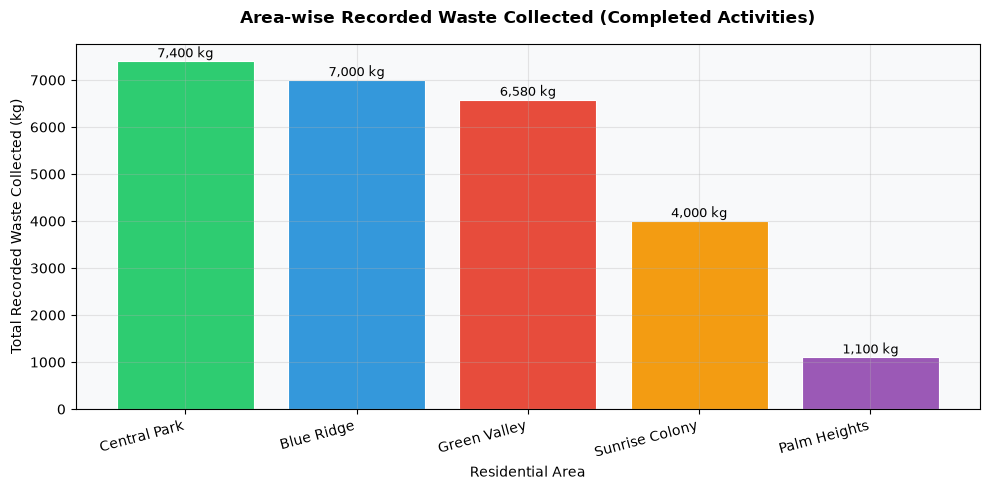 Area-wise Recorded Waste Collected (Completed Activities)
Total Recorded Waste Collected (kg)
7000
6000
5000
4000
3000
2000
1000
0
7,400 kg
7,000 kg
6,580 kg
4,000 kg
1,100 kg
Central Park
Blue Ridge
Green Valley
Sunrise Colony
Palm Heights
Residential Area